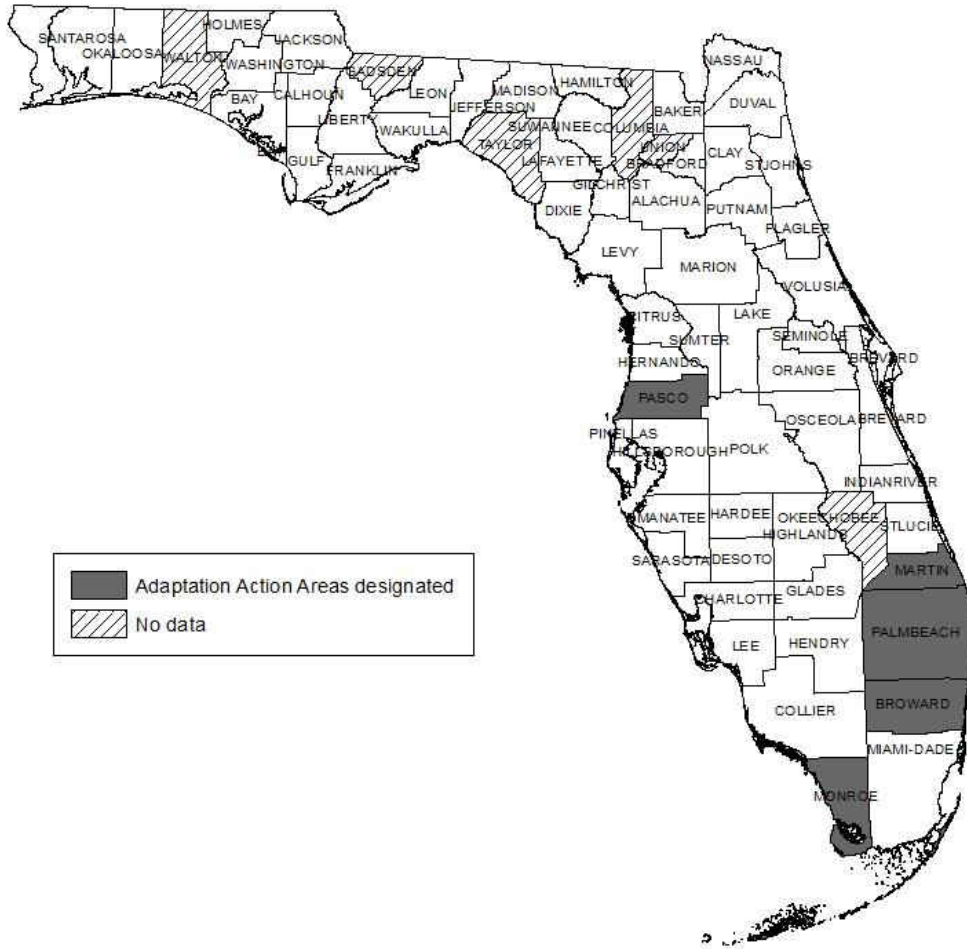 HOLMES
JACKSON
SANTAROSA
OKALOOSA
WALTON
WASHINGTON
GADSDEN
NASSAU
BAY
CALHOUN
LEON
MADISON
HAMILTON
JEFFERSON
BAKER
DUVAL
LIBERTY
WAKULLA
SUWANNEE
COLUMBIA
TAYLOR
UNION
CLAY
GULF
FRANKLIN
LAFAYETTE
BRADFORD
STJOHNS
GILCHRIST
ALACHUA
PUTNAM
DIXIE
FLAGLER
LEVY
MARION
VOLUSIA
CITRUS
LAKE
SUMTER
SEMINOLE
HERNANDO
BREVARD
ORANGE
PASCO
OSCEOLA
BREVARD
PINELLAS
HILLSBOROUGH
POLK
INDIANRIVER
MANATEE
HARDEE
OKEECHOBEE
STLUCIE
HIGHLANDS
SARASOTA
DESOTO
MARTIN
CHARLOTTE
GLADES
PALMBEACH
LEE
HENDRY
COLLIER
BROWARD
MIAMI-DADE
MONROE
Adaptation Action Areas designated
No data